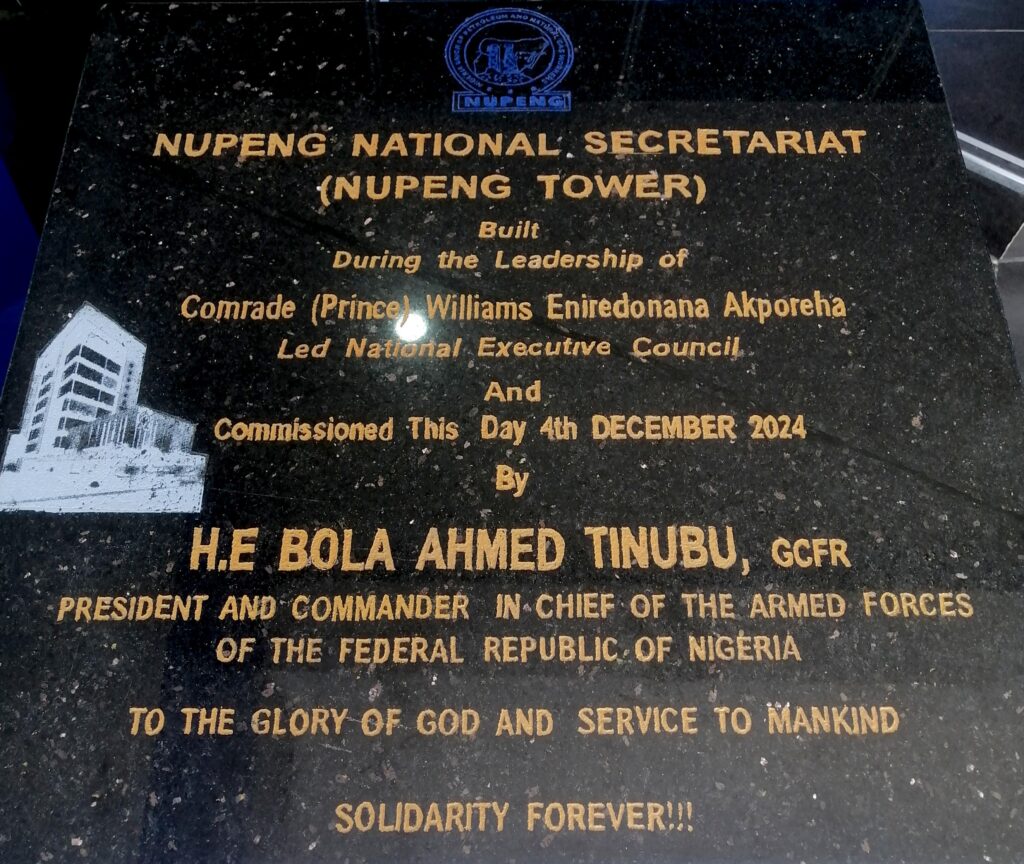 NUPENG
NUPENG NATIONAL SECRETARIAT
(NUPENG TOWER)
Built
During the Leadership of
Comrade (Prince) Williams Eniredonana Akporeha
Led National Executive Council
And
Commissioned This Day 4th DECEMBER 2024
By
H.E BOLA AHMED TINUBU, GCFR
PRESIDENT AND COMMANDER IN CHIEF OF THE ARMED FORCES
OF THE FEDERAL REPUBLIC OF NIGERIA
TO THE GLORY OF GOD AND SERVICE TO MANKIND
SOLIDARITY FOREVER!!!